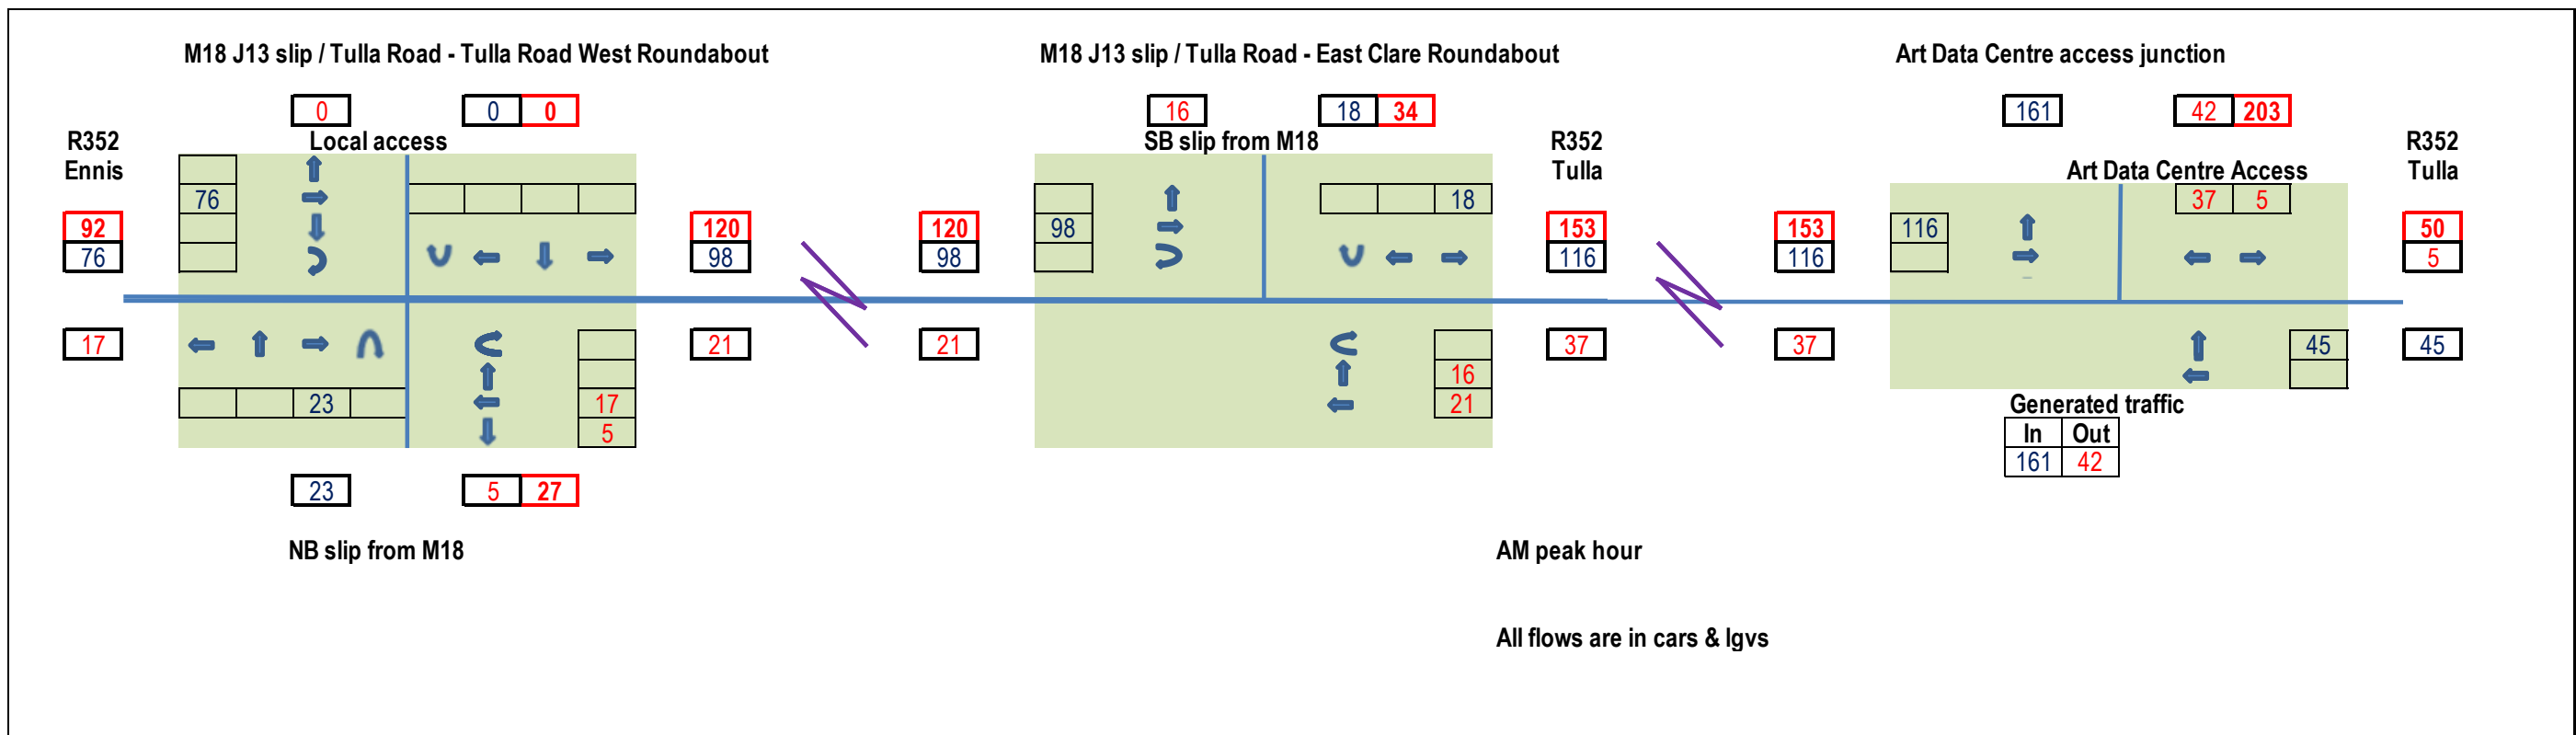 M18 J13 slip / Tulla Road - Tulla Road West Roundabout
M18 J13 slip / Tulla Road - East Clare Roundabout
Art Data Centre access junction
0 0 0
16 18 34
161 42 203
R352
Ennis
Local access
SB slip from M18
R352
Tulla
Art Data Centre Access
R352
Tulla
76
98
18
37 5
92
76
120
98
120
98
153
116
153
116
116
50
5
17
21
21
37
37
45
45
23
17
5
16
21
Generated traffic
In Out
161 42
23 5 27
NB slip from M18
AM peak hour
All flows are in cars & lgvs